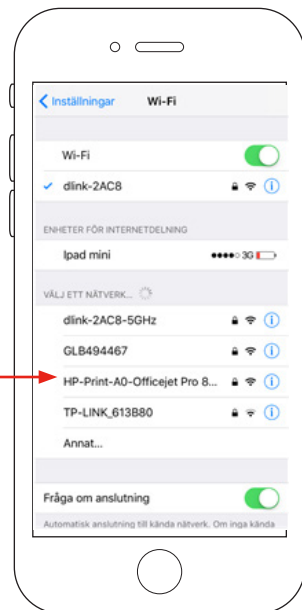 Inställningar Wi-Fi
Wi-Fi
dlink-2AC8
ENHETER FÖR INTERNETDELNING
Ipad mini 3G
VÄLJ ETT NÄTVERK...
dlink-2AC8-5GHz
GLB494467
HP-Print-A0-Officejet Pro 8...
TP-LINK_613B80
Annat...
Fråga om anslutning
Automatisk anslutning till kända nätverk. Om inga kända